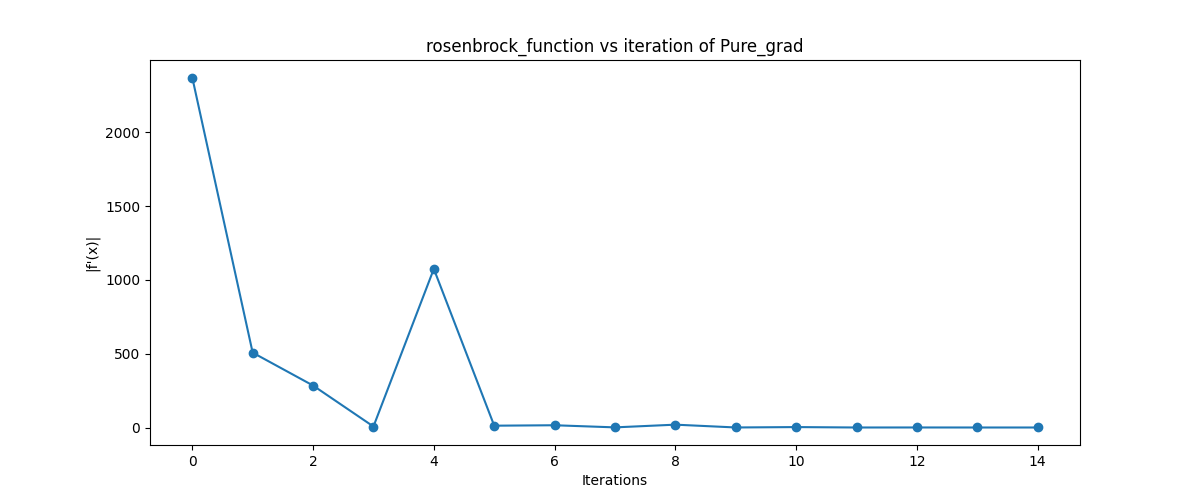 rosenbrock_function vs iteration of Pure_grad
2000
1500
1000
500
0
|f'(x)|
0 2 4 6 8 10 12 14
Iterations